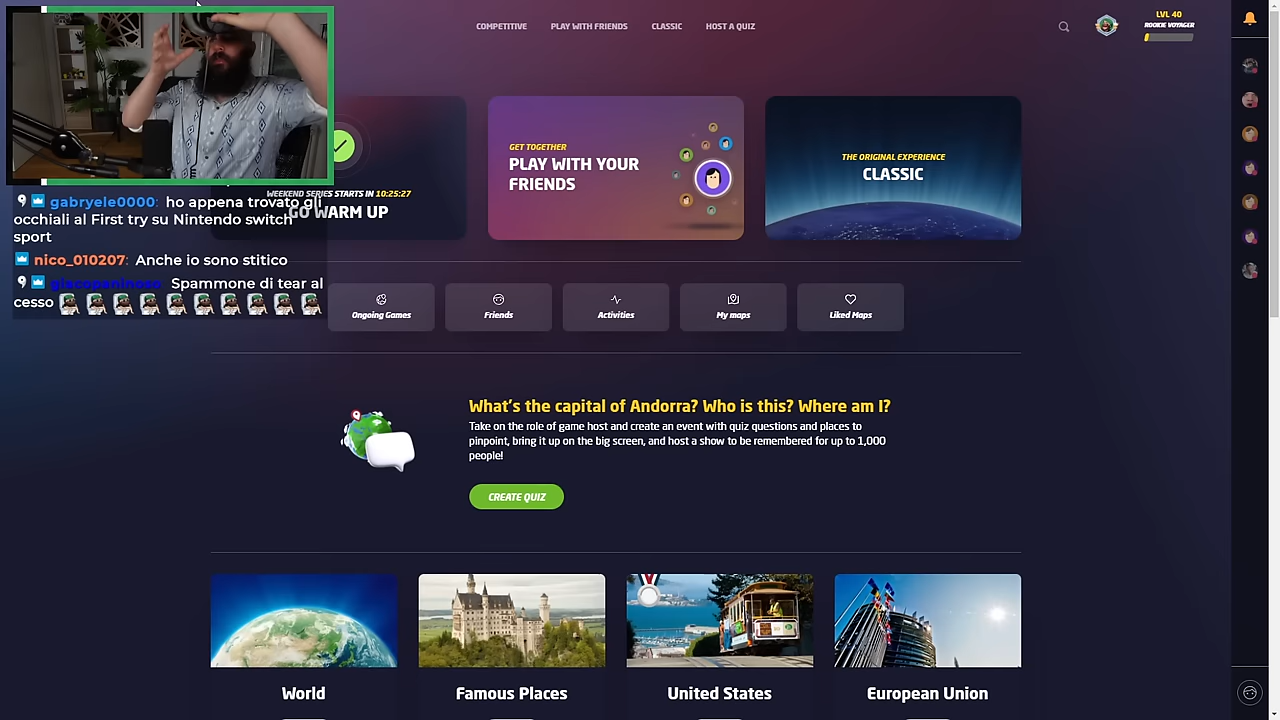 COMPETITIVE
PLAY WITH FRIENDS
CLASSIC
HOST A QUIZ
LVL 40
ROOKIE VOYAGER
WEEKEND SERIES STARTS IN 10:25:27
GO WARM UP
GET TOGETHER
PLAY WITH YOUR
FRIENDS
THE ORIGINAL EXPERIENCE
CLASSIC
gabryele0000: ho appena trovato gli
occhiali al First try su Nintendo switch
sport
nico_010207: Anche io sono stitico
giacopaninoso: Spammone di tear al
cesso
Ongoing Games
Friends
Activities
My maps
Liked Maps
What's the capital of Andorra? Who is this? Where am I?
Take on the role of game host and create an event with quiz questions and places to
pinpoint, bring it up on the big screen, and host a show to be remembered for up to 1,000
people!
CREATE QUIZ
World
Famous Places
United States
European Union